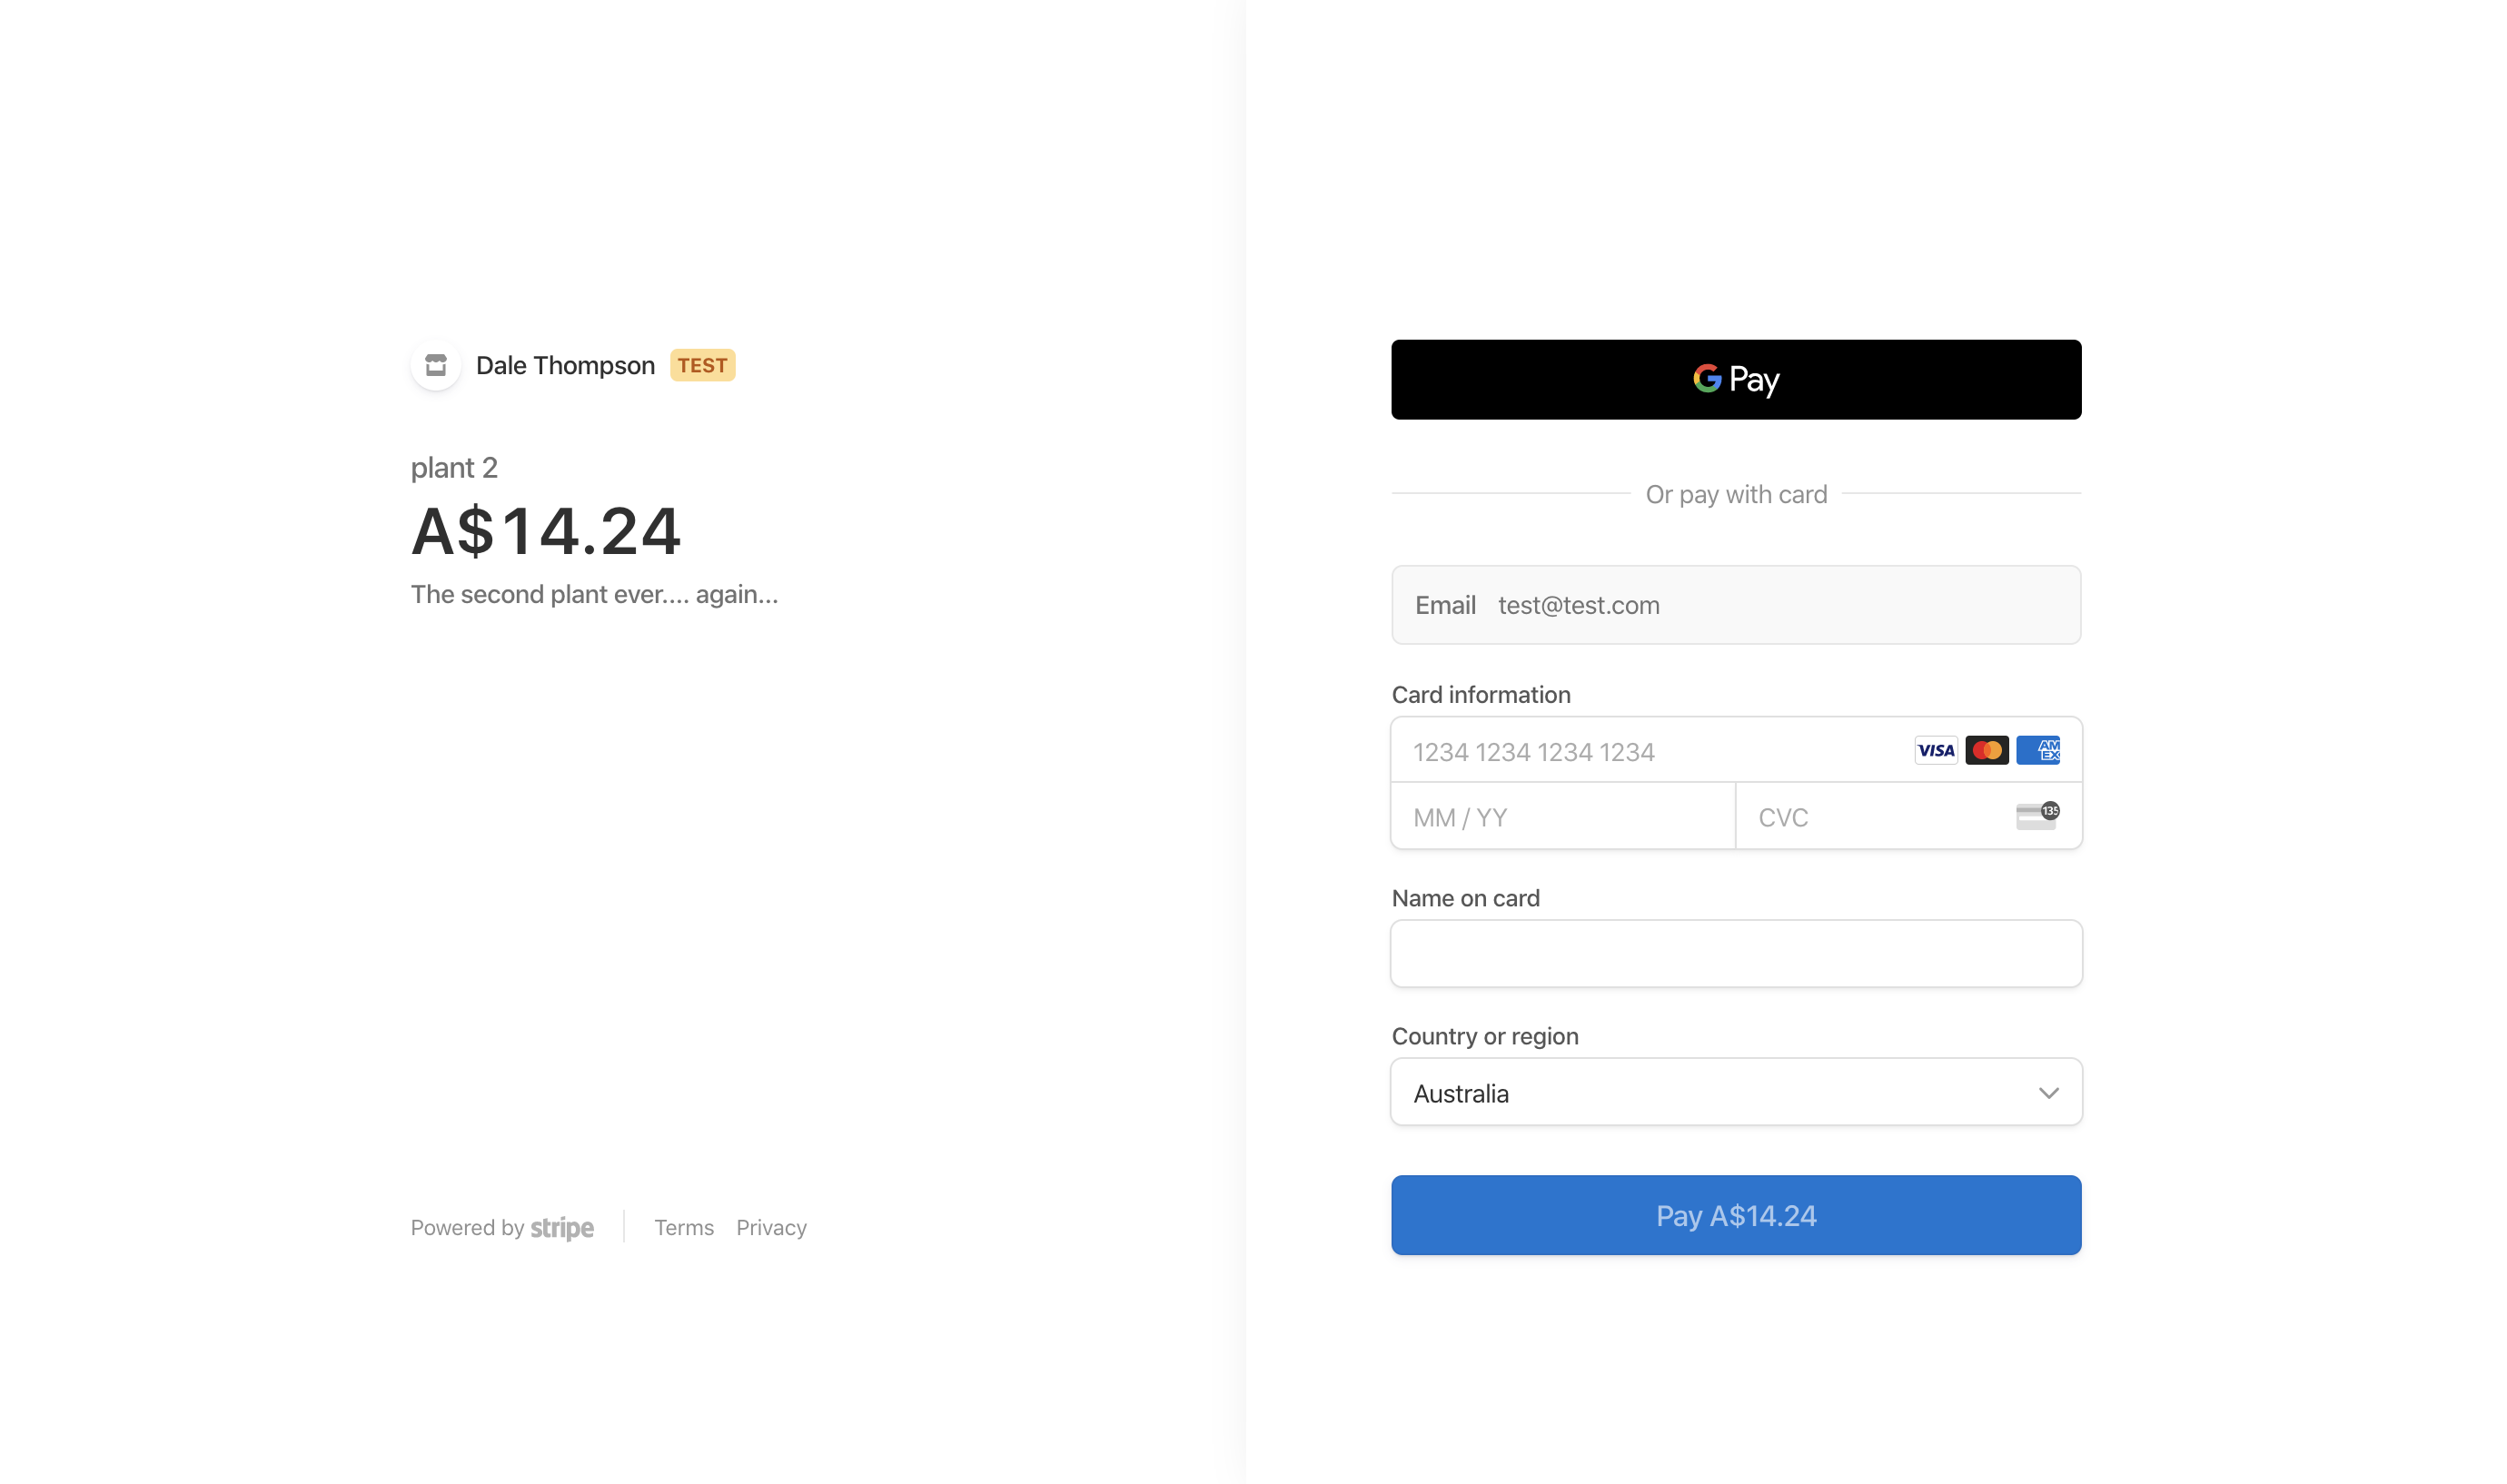 Dale Thompson TEST
plant 2
A$14.24
The second plant ever.... again...
Powered by stripe
Terms Privacy
G Pay
Or pay with card
Email test@test.com
Card information
1234 1234 1234 1234 VISA AMEX
MM / YY CVC 135
Name on card
Country or region
Australia
Pay A$14.24